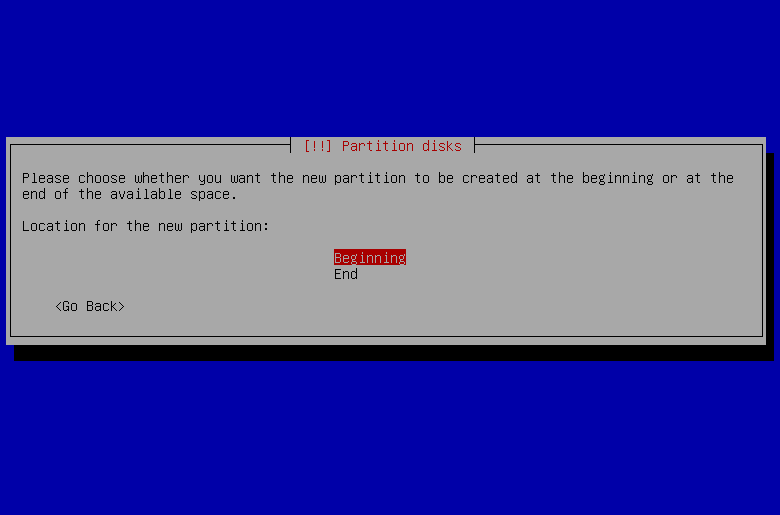 [!!] Partition disks
Please choose whether you want the new partition to be created at the beginning or at the
end of the available space.
Location for the new partition:
Beginning
End
<Go Back>